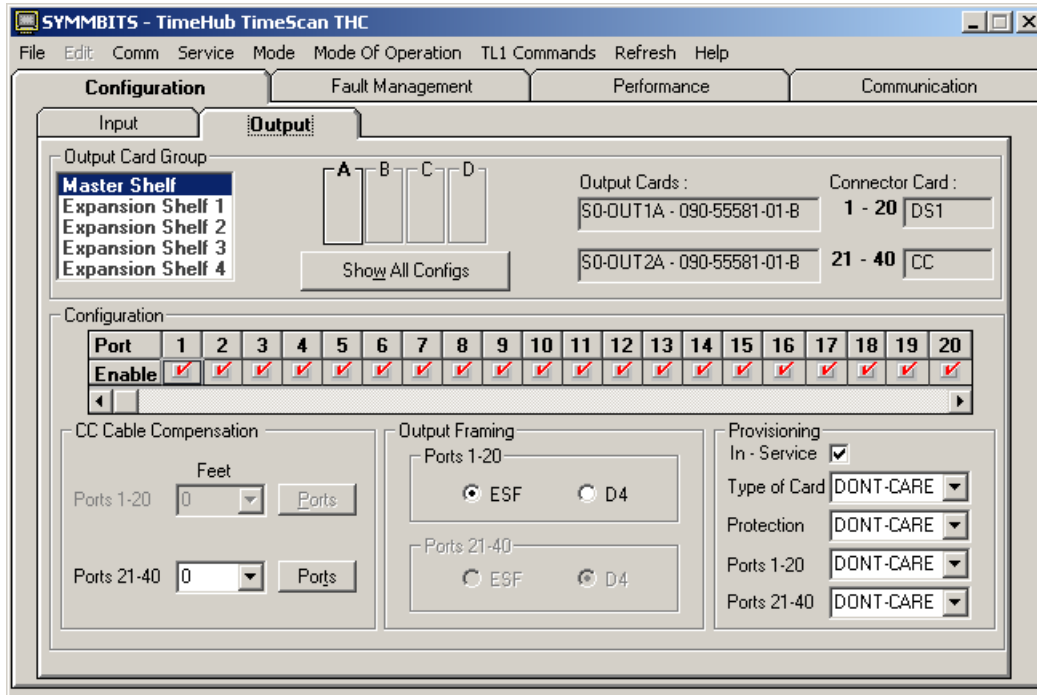 SYMMBITS - TimeHub TimeScan THC
File Edit Comm Service Mode Mode Of Operation TL1 Commands Refresh Help
Configuration Fault Management Performance Communication
Input Output
Output Card Group
Master Shelf
Expansion Shelf 1
Expansion Shelf 2
Expansion Shelf 3
Expansion Shelf 4
A B C D
Show All Configs
Output Cards :
S0-OUT1A - 090-55581-01-B
S0-OUT2A - 090-55581-01-B
Connector Card :
1 - 20 DS1
21 - 40 CC
Configuration
Port 1 2 3 4 5 6 7 8 9 10 11 12 13 14 15 16 17 18 19 20
Enable
CC Cable Compensation
Feet
Ports 1-20 0 Ports
Ports 21-40 0 Ports
Output Framing
Ports 1-20
ESF D4
Ports 21-40
ESF D4
Provisioning
In - Service
Type of Card DONT-CARE
Protection DONT-CARE
Ports 1-20 DONT-CARE
Ports 21-40 DONT-CARE